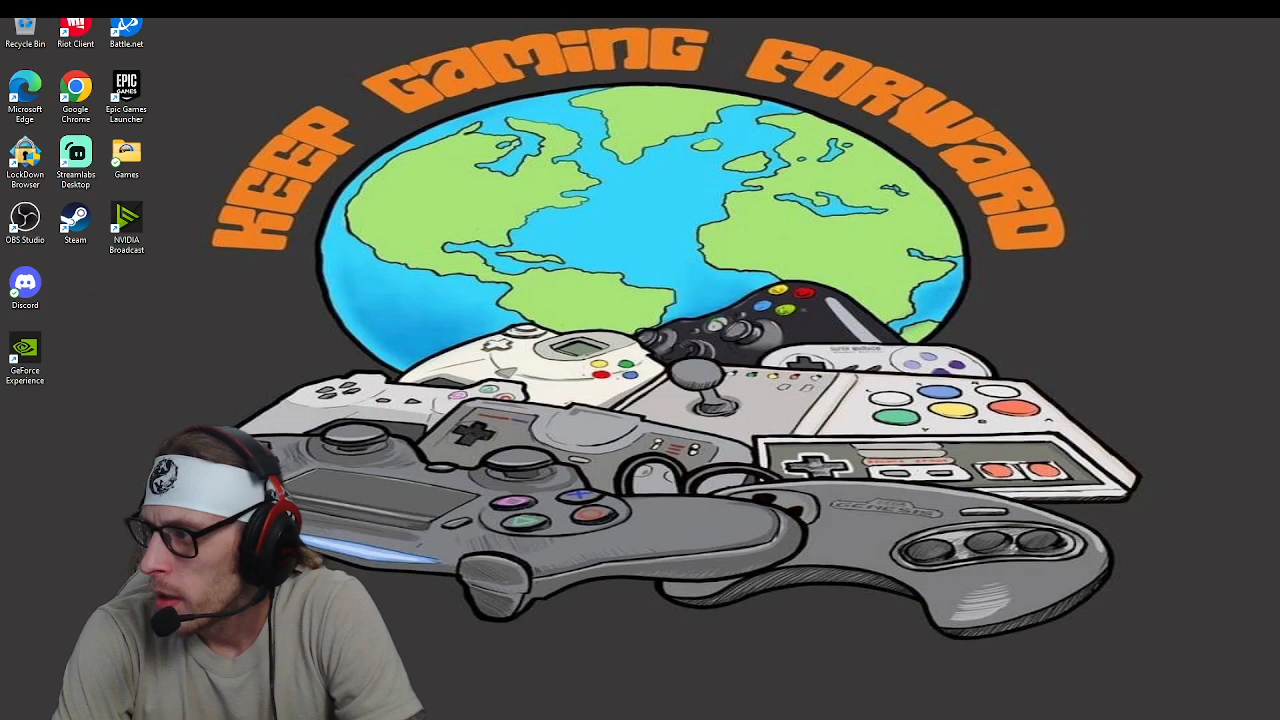 KEEP GAMING FORWARD
Recycle Bin
Riot Client
Battle.net
Microsoft
Edge
Google
Chrome
EPIC
GAMES
Epic Games
Launcher
LockDown
Browser
Streamlabs
Desktop
Games
OBS Studio
Steam
NVIDIA
Broadcast
Discord
GeForce
Experience
GENESIS